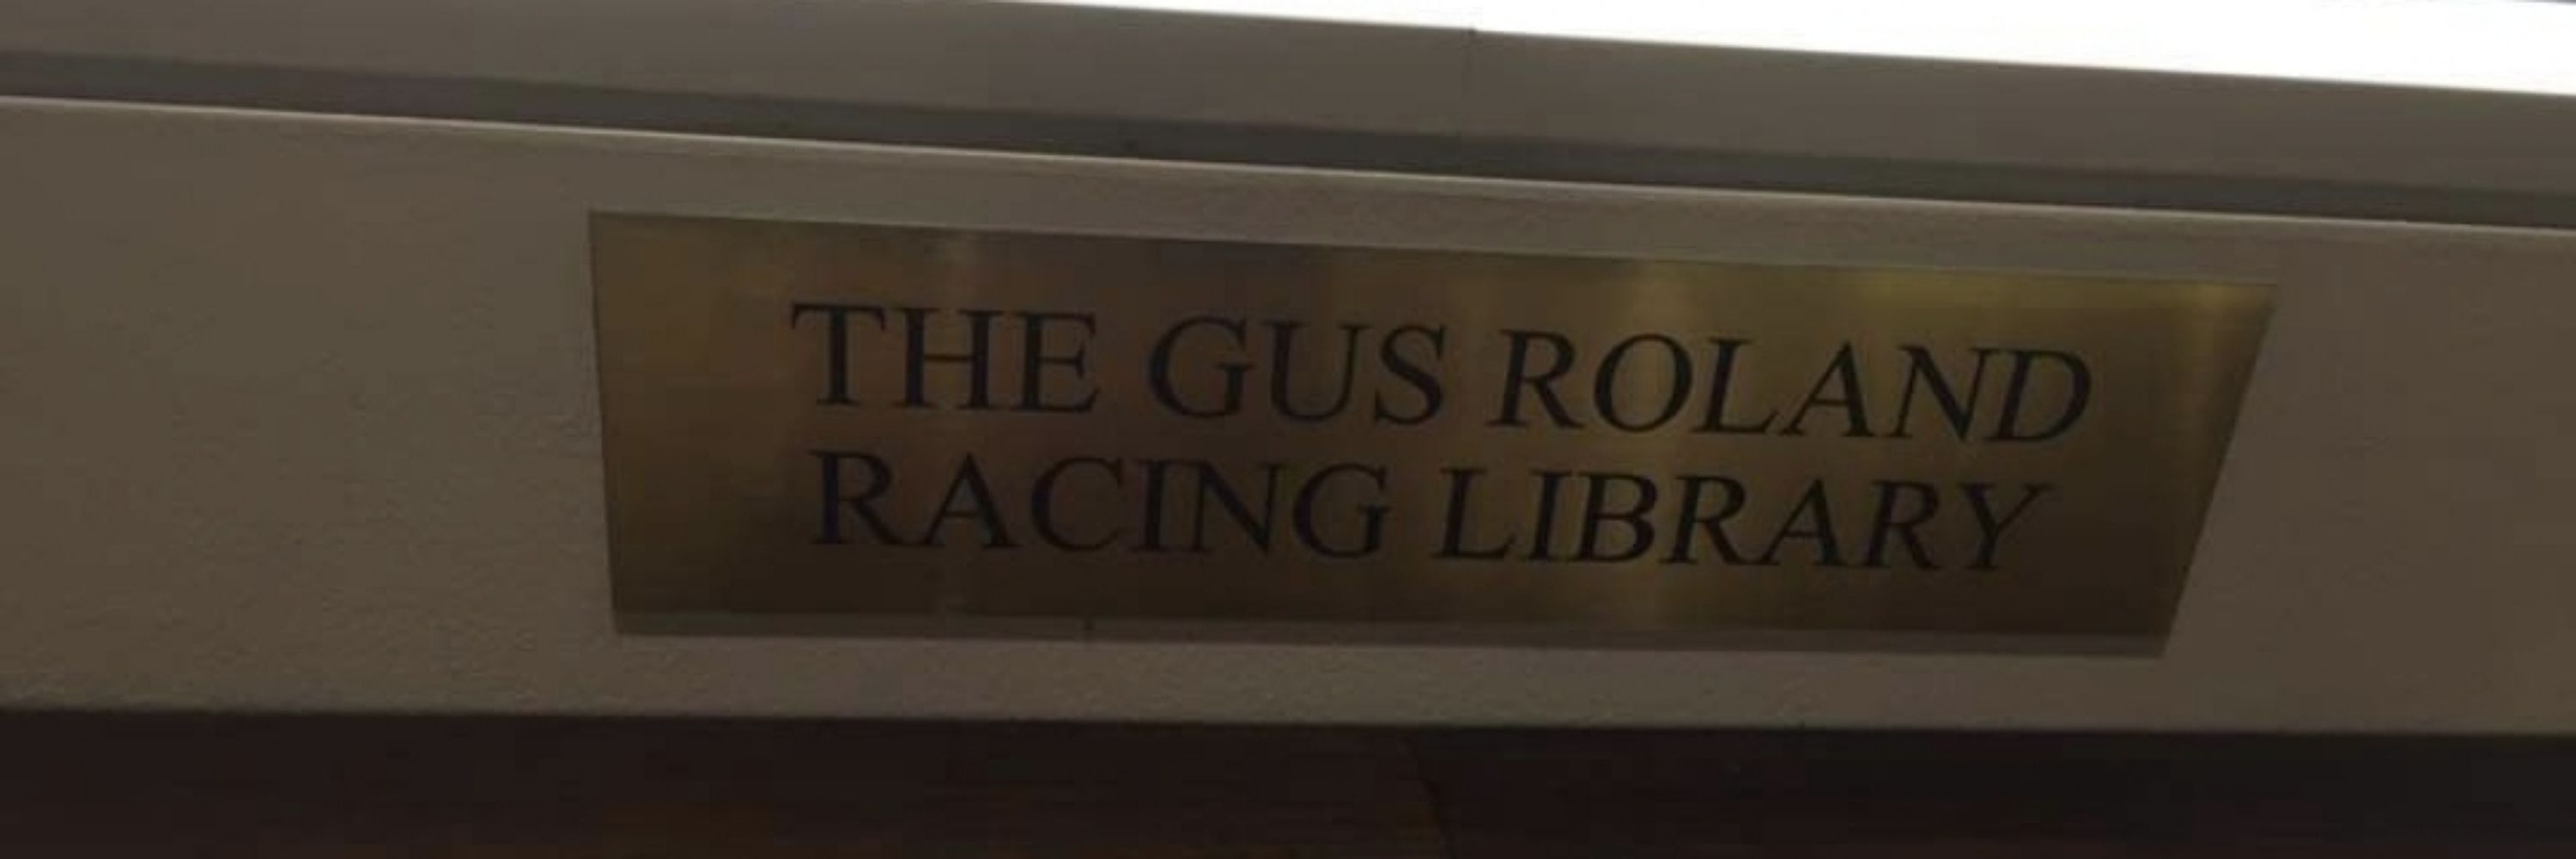 THE GUS ROLAND
RACING LIBRARY